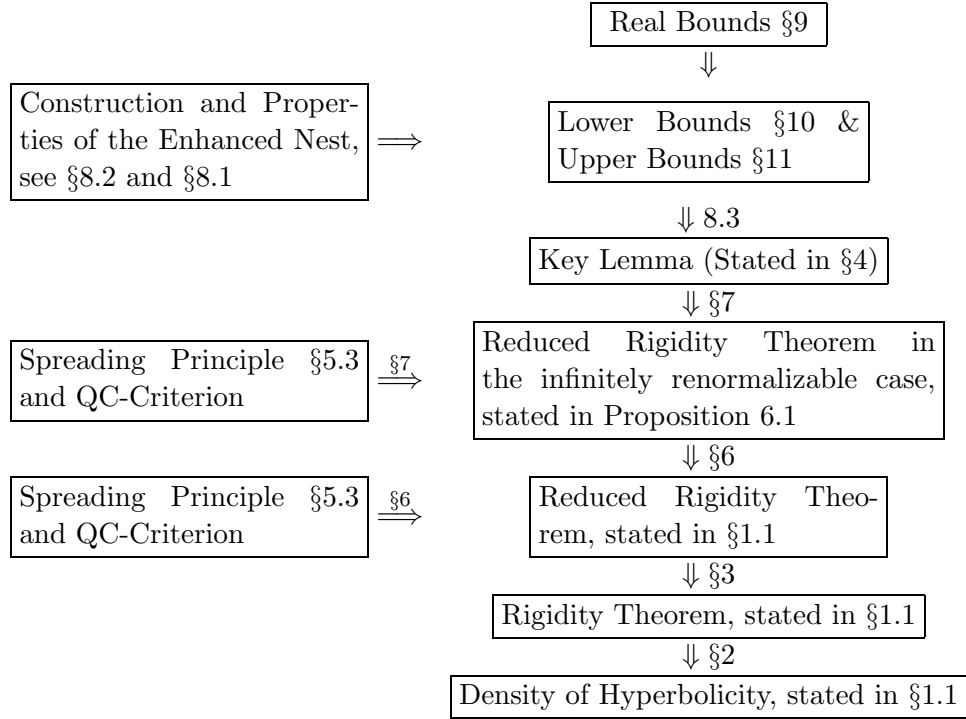 Real Bounds §9
⇓
Construction and Proper-
ties of the Enhanced Nest,
see §8.2 and §8.1
⟹
Lower Bounds §10 &
Upper Bounds §11
⇓ 8.3
Key Lemma (Stated in §4)
⇓ §7
Spreading Principle §5.3
and QC-Criterion
§7
⟹
Reduced Rigidity Theorem in
the infinitely renormalizable case,
stated in Proposition 6.1
⇓ §6
Spreading Principle §5.3
and QC-Criterion
§6
⟹
Reduced Rigidity Theo-
rem, stated in §1.1
⇓ §3
Rigidity Theorem, stated in §1.1
⇓ §2
Density of Hyperbolicity, stated in §1.1